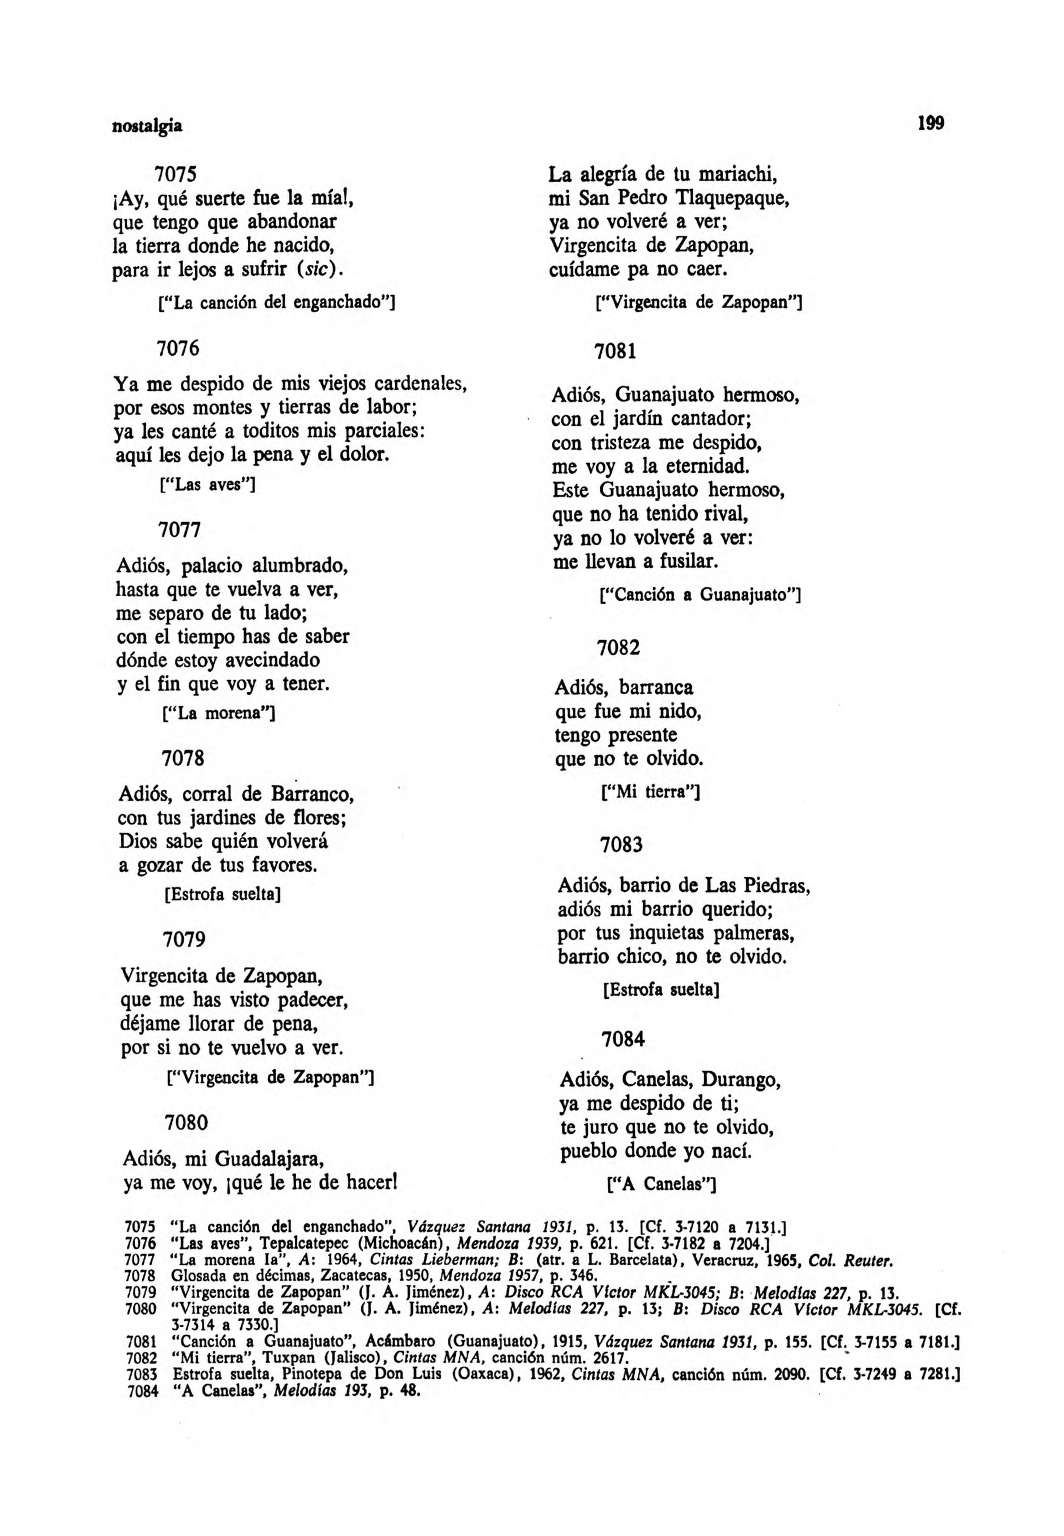 nostalgia
199
7075
¡Ay, qué suerte fue la mía!,
que tengo que abandonar
la tierra donde he nacido,
para ir lejos a sufrir (sic).
["La canción del enganchado"]
7076
Ya me despido de mis viejos cardenales,
por esos montes y tierras de labor;
ya les canté a toditos mis parciales:
aquí les dejo la pena y el dolor.
["Las aves"]
7077
Adiós, palacio alumbrado,
hasta que te vuelva a ver,
me separo de tu lado;
con el tiempo has de saber
dónde estoy avecindado
y el fin que voy a tener.
["La morena"]
7078
Adiós, corral de Barranco,
con tus jardines de flores;
Dios sabe quién volverá
a gozar de tus favores.
[Estrofa suelta]
7079
Virgencita de Zapopan,
que me has visto padecer,
déjame llorar de pena,
por si no te vuelvo a ver.
["Virgencita de Zapopan"]
7080
Adiós, mi Guadalajara,
ya me voy, ¡qué le he de hacer!
La alegría de tu mariachi,
mi San Pedro Tlaquepaque,
ya no volveré a ver;
Virgencita de Zapopan,
cuídame pa no caer.
["Virgencita de Zapopan"]
7081
Adiós, Guanajuato hermoso,
con el jardín cantador;
con tristeza me despido,
me voy a la eternidad.
Este Guanajuato hermoso,
que no ha tenido rival,
ya no lo volveré a ver:
me llevan a fusilar.
["Canción a Guanajuato"]
7082
Adiós, barranca
que fue mi nido,
tengo presente
que no te olvido.
["Mi tierra"]
7083
Adiós, barrio de Las Piedras,
adiós mi barrio querido;
por tus inquietas palmeras,
barrio chico, no te olvido.
[Estrofa suelta]
7084
Adiós, Canelas, Durango,
ya me despido de ti;
te juro que no te olvido,
pueblo donde yo nací.
["A Canelas"]
7075 "La canción del enganchado", Vázquez Santana 1931, p. 13. [Cf. 3-7120 a 7131.]
7076 "Las aves", Tepalcatepec (Michoacán), Mendoza 1939, p. 621. [Cf. 3-7182 a 7204.]
7077 "La morena Ia", A: 1964, Cintas Lieberman; B: (atr. a L. Barcelata), Veracruz, 1965, Col. Reuter.
7078 Glosada en décimas, Zacatecas, 1950, Mendoza 1957, p. 346.
7079 "Virgencita de Zapopan" (J. A. Jiménez), A: Disco RCA Víctor MKL-3045; B: Melodías 227, p. 13.
7080 "Virgencita de Zapopan" (J. A. Jiménez), A: Melodías 227, p. 13; B: Disco RCA Víctor MKL-3045. [Cf.
3-7314 a 7330.]
7081 "Canción a Guanajuato", Acámbaro (Guanajuato), 1915, Vázquez Santana 1931, p. 155. [Cf. 3-7155 a 7181.]
7082 "Mi tierra", Tuxpan (Jalisco), Cintas MNA, canción núm. 2617.
7083 Estrofa suelta, Pinotepa de Don Luis (Oaxaca), 1962, Cintas MNA, canción núm. 2090. [Cf. 3-7249 a 7281.]
7084 "A Canelas", Melodías 193, p. 48.